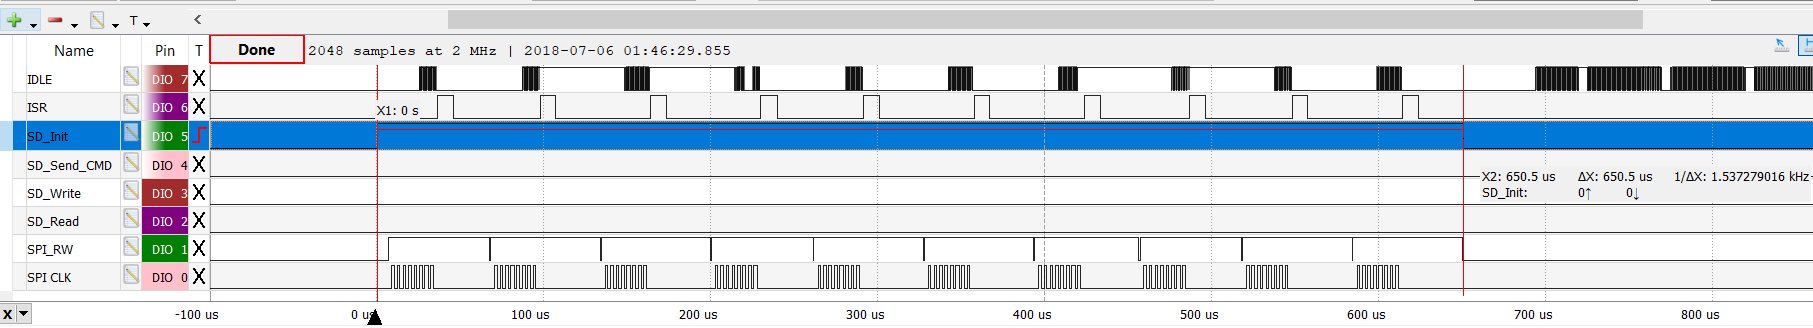 T
Name Pin T Done 2048 samples at 2 MHz | 2018-07-06 01:46:29.855
IDLE DIO 7 X
ISR DIO 6 X X1: 0 s
SD_Init DIO 5
SD_Send_CMD DIO 4 X
X2: 650.5 us ΔX: 650.5 us 1/ΔX: 1.537279016 kHz
SD_Write DIO 3 X SD_Init: 0↑ 0↓
SD_Read DIO 2 X
SPI_RW DIO 1 X
SPI CLK DIO 0 X
X -100 us 0 us 100 us 200 us 300 us 400 us 500 us 600 us 700 us 800 us